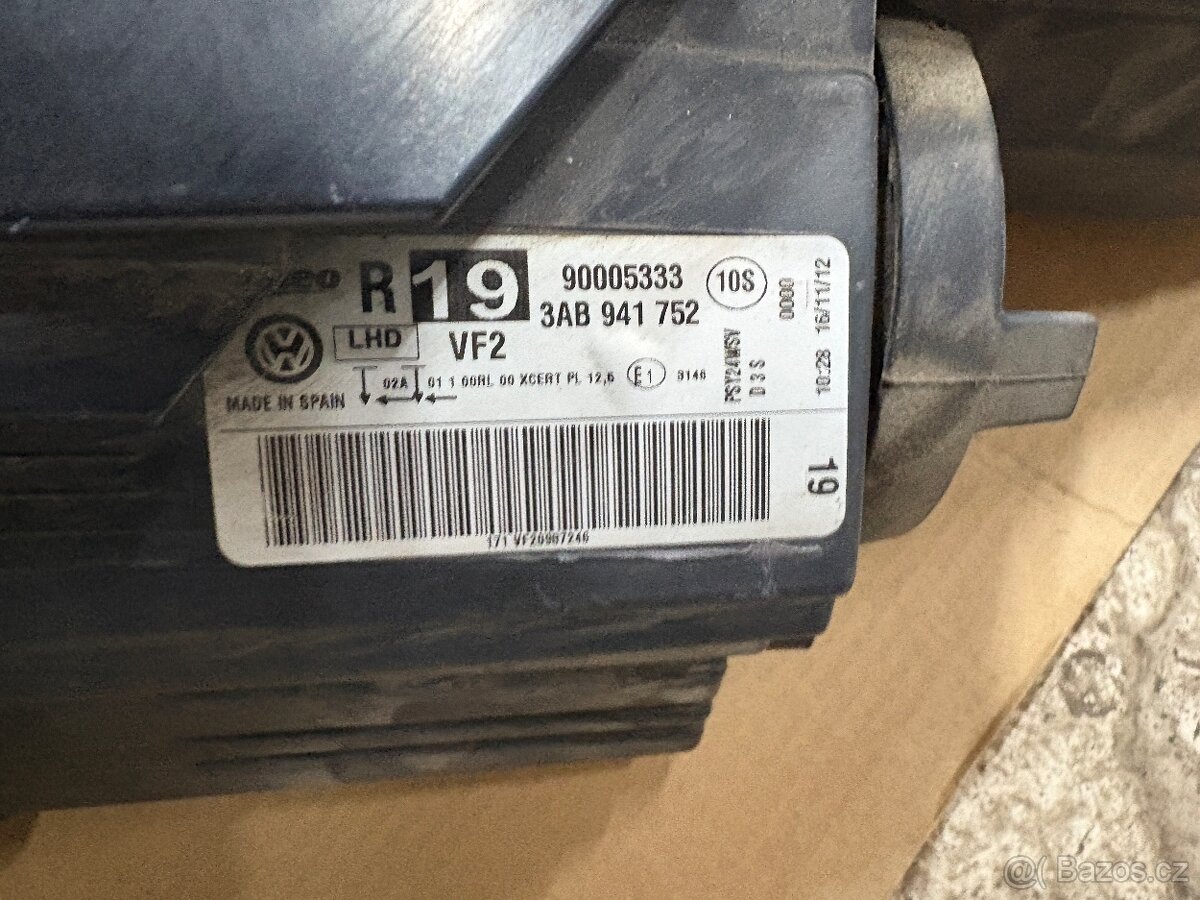 R 19 90005333 10S
3AB 941 752
LHD VF2
02A 01 1 00RL 00 XCERT PL 12,5 E1 9146
MADE IN SPAIN
PSY24WSV
D3S
0000
10:28 16/11/12
19
171 VF20967246
@( Bazos.cz